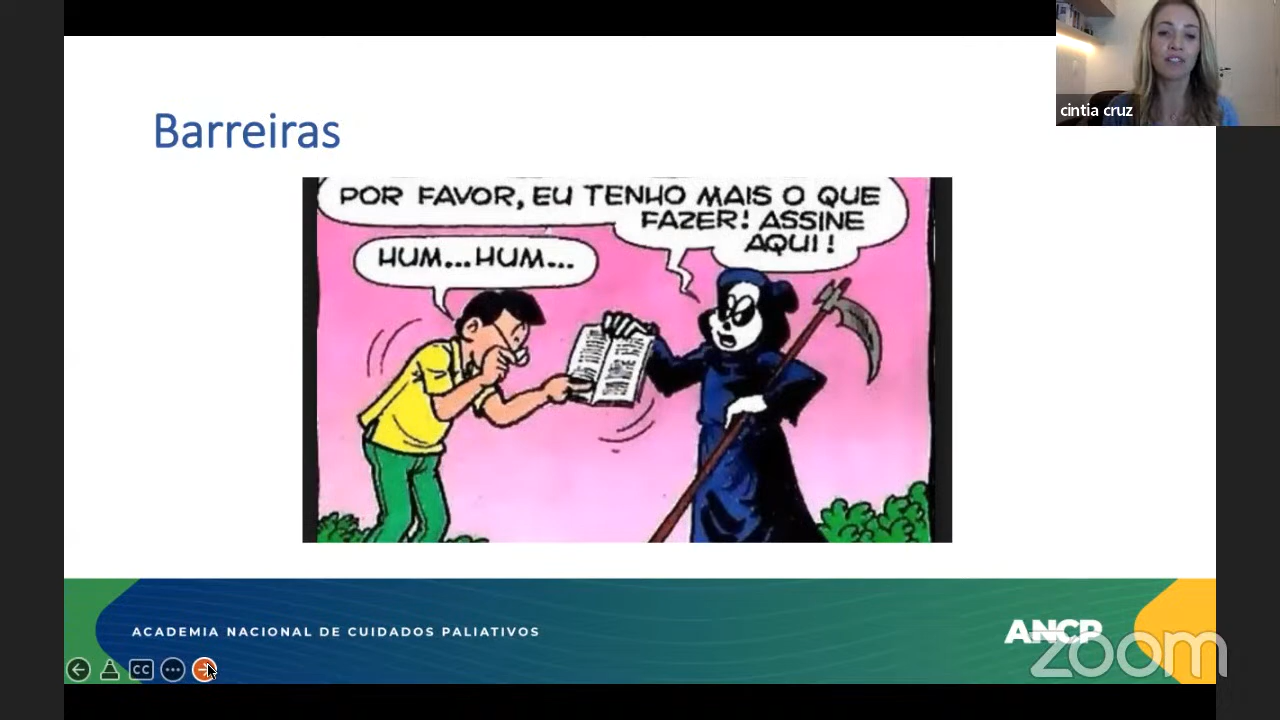 cintia cruz
Barreiras
POR FAVOR, EU TENHO MAIS O QUE
FAZER! ASSINE
AQUI!
HUM...HUM...
ACADEMIA NACIONAL DE CUIDADOS PALIATIVOS
ANCP
zoom
CC